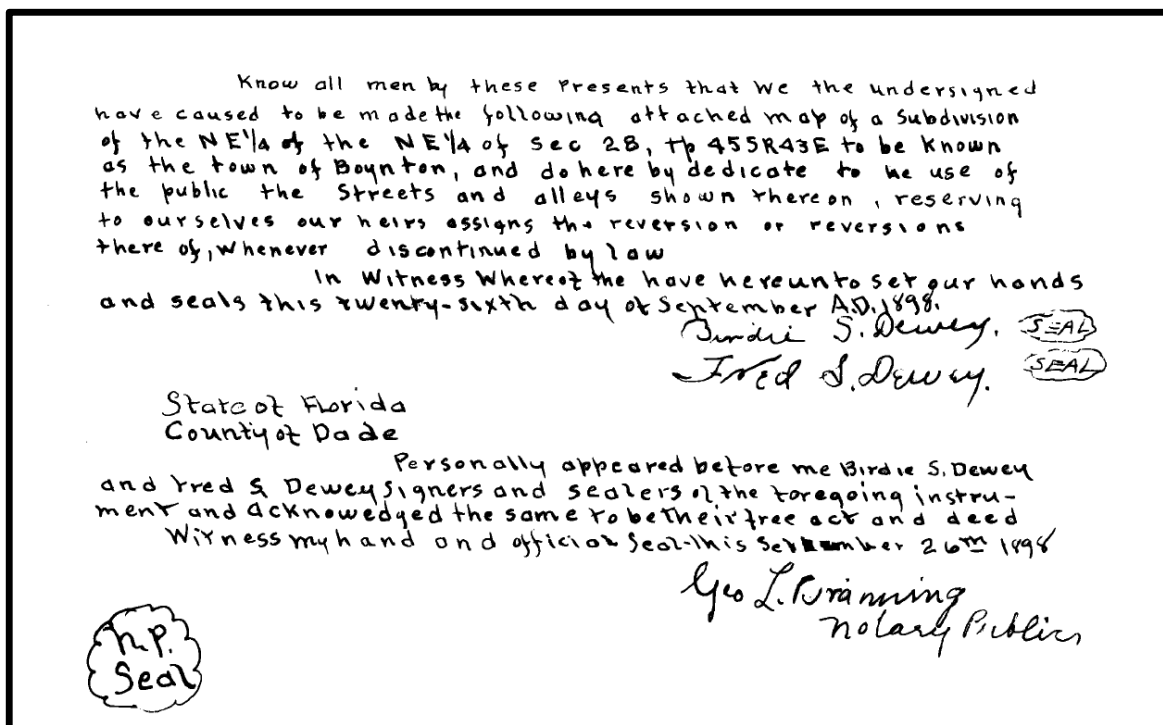 Know all men by these Presents that We the undersigned
have caused to be made the following attached map of a Subdivision
of the NE1/4 of the NE1/4 of Sec 28, tp 45SR43E to be Known
as the town of Boynton, and do here by dedicate to he use of
the public the Streets and alleys shown thereon, reserving
to ourselves our heirs assigns the reversion or reversions
there of, whenever discontinued by law
In Witness Whereof We have hereunto set our hands
and seals this twenty-sixth day of September A.D. 1898.
Birdie S. Dewey. SEAL
Fred S. Dewey. SEAL
State of Florida
County of Dade
Personally appeared before me Birdie S. Dewey
and Fred S Dewey Signers and sealers of the foregoing instru-
ment and acknowedged the same to be their free act and deed
Witness my hand and official Seal this September 26th 1898
Geo L. Branning
Notary Public
N.P.
Seal